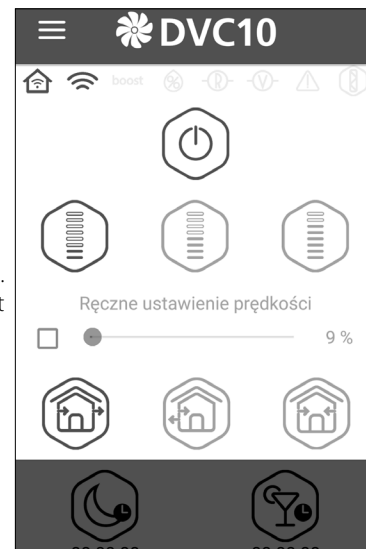 DVC10
boost
R
V
.
t
Ręczne ustawienie prędkości
9 %